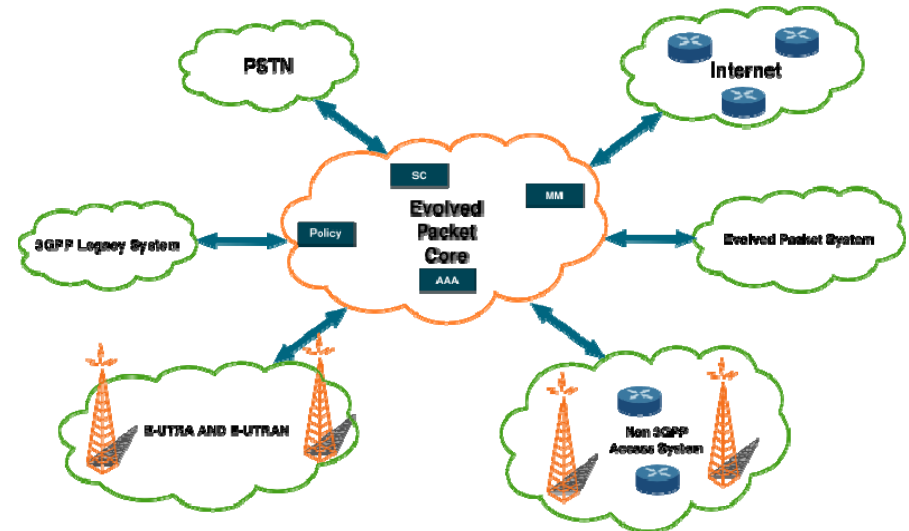 PSTN
Internet
SC
MM
Evolved
Packet
Core
Policy
AAA
3GPP Legacy System
Evolved Packet System
E-UTRA AND E-UTRAN
Non 3GPP
Access System